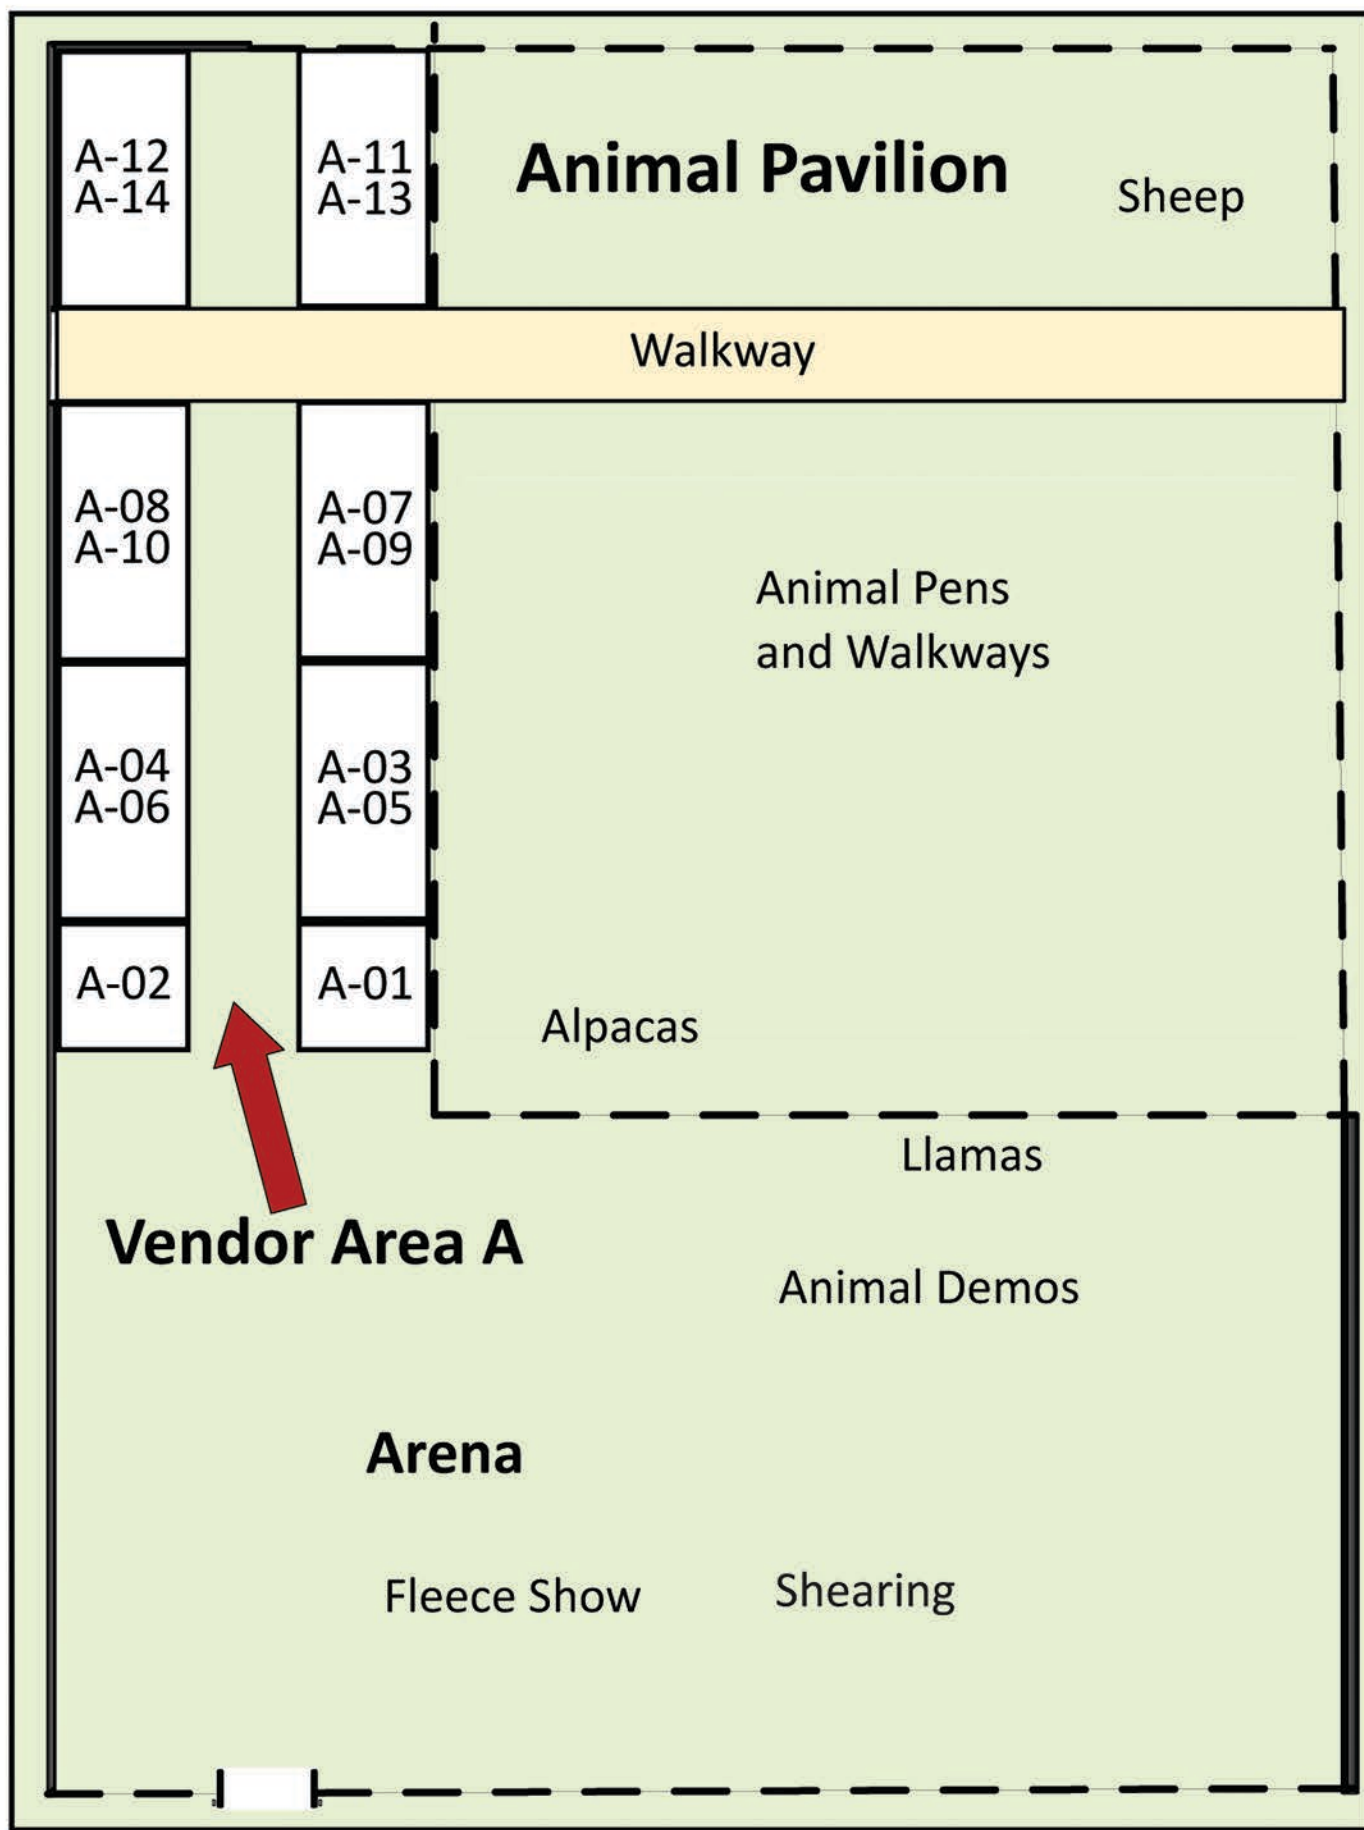 A-12
A-14
A-11
A-13
Animal Pavilion
Sheep
Walkway
A-08
A-10
A-07
A-09
Animal Pens
and Walkways
A-04
A-06
A-03
A-05
A-02
A-01
Alpacas
Llamas
Vendor Area A
Animal Demos
Arena
Fleece Show
Shearing